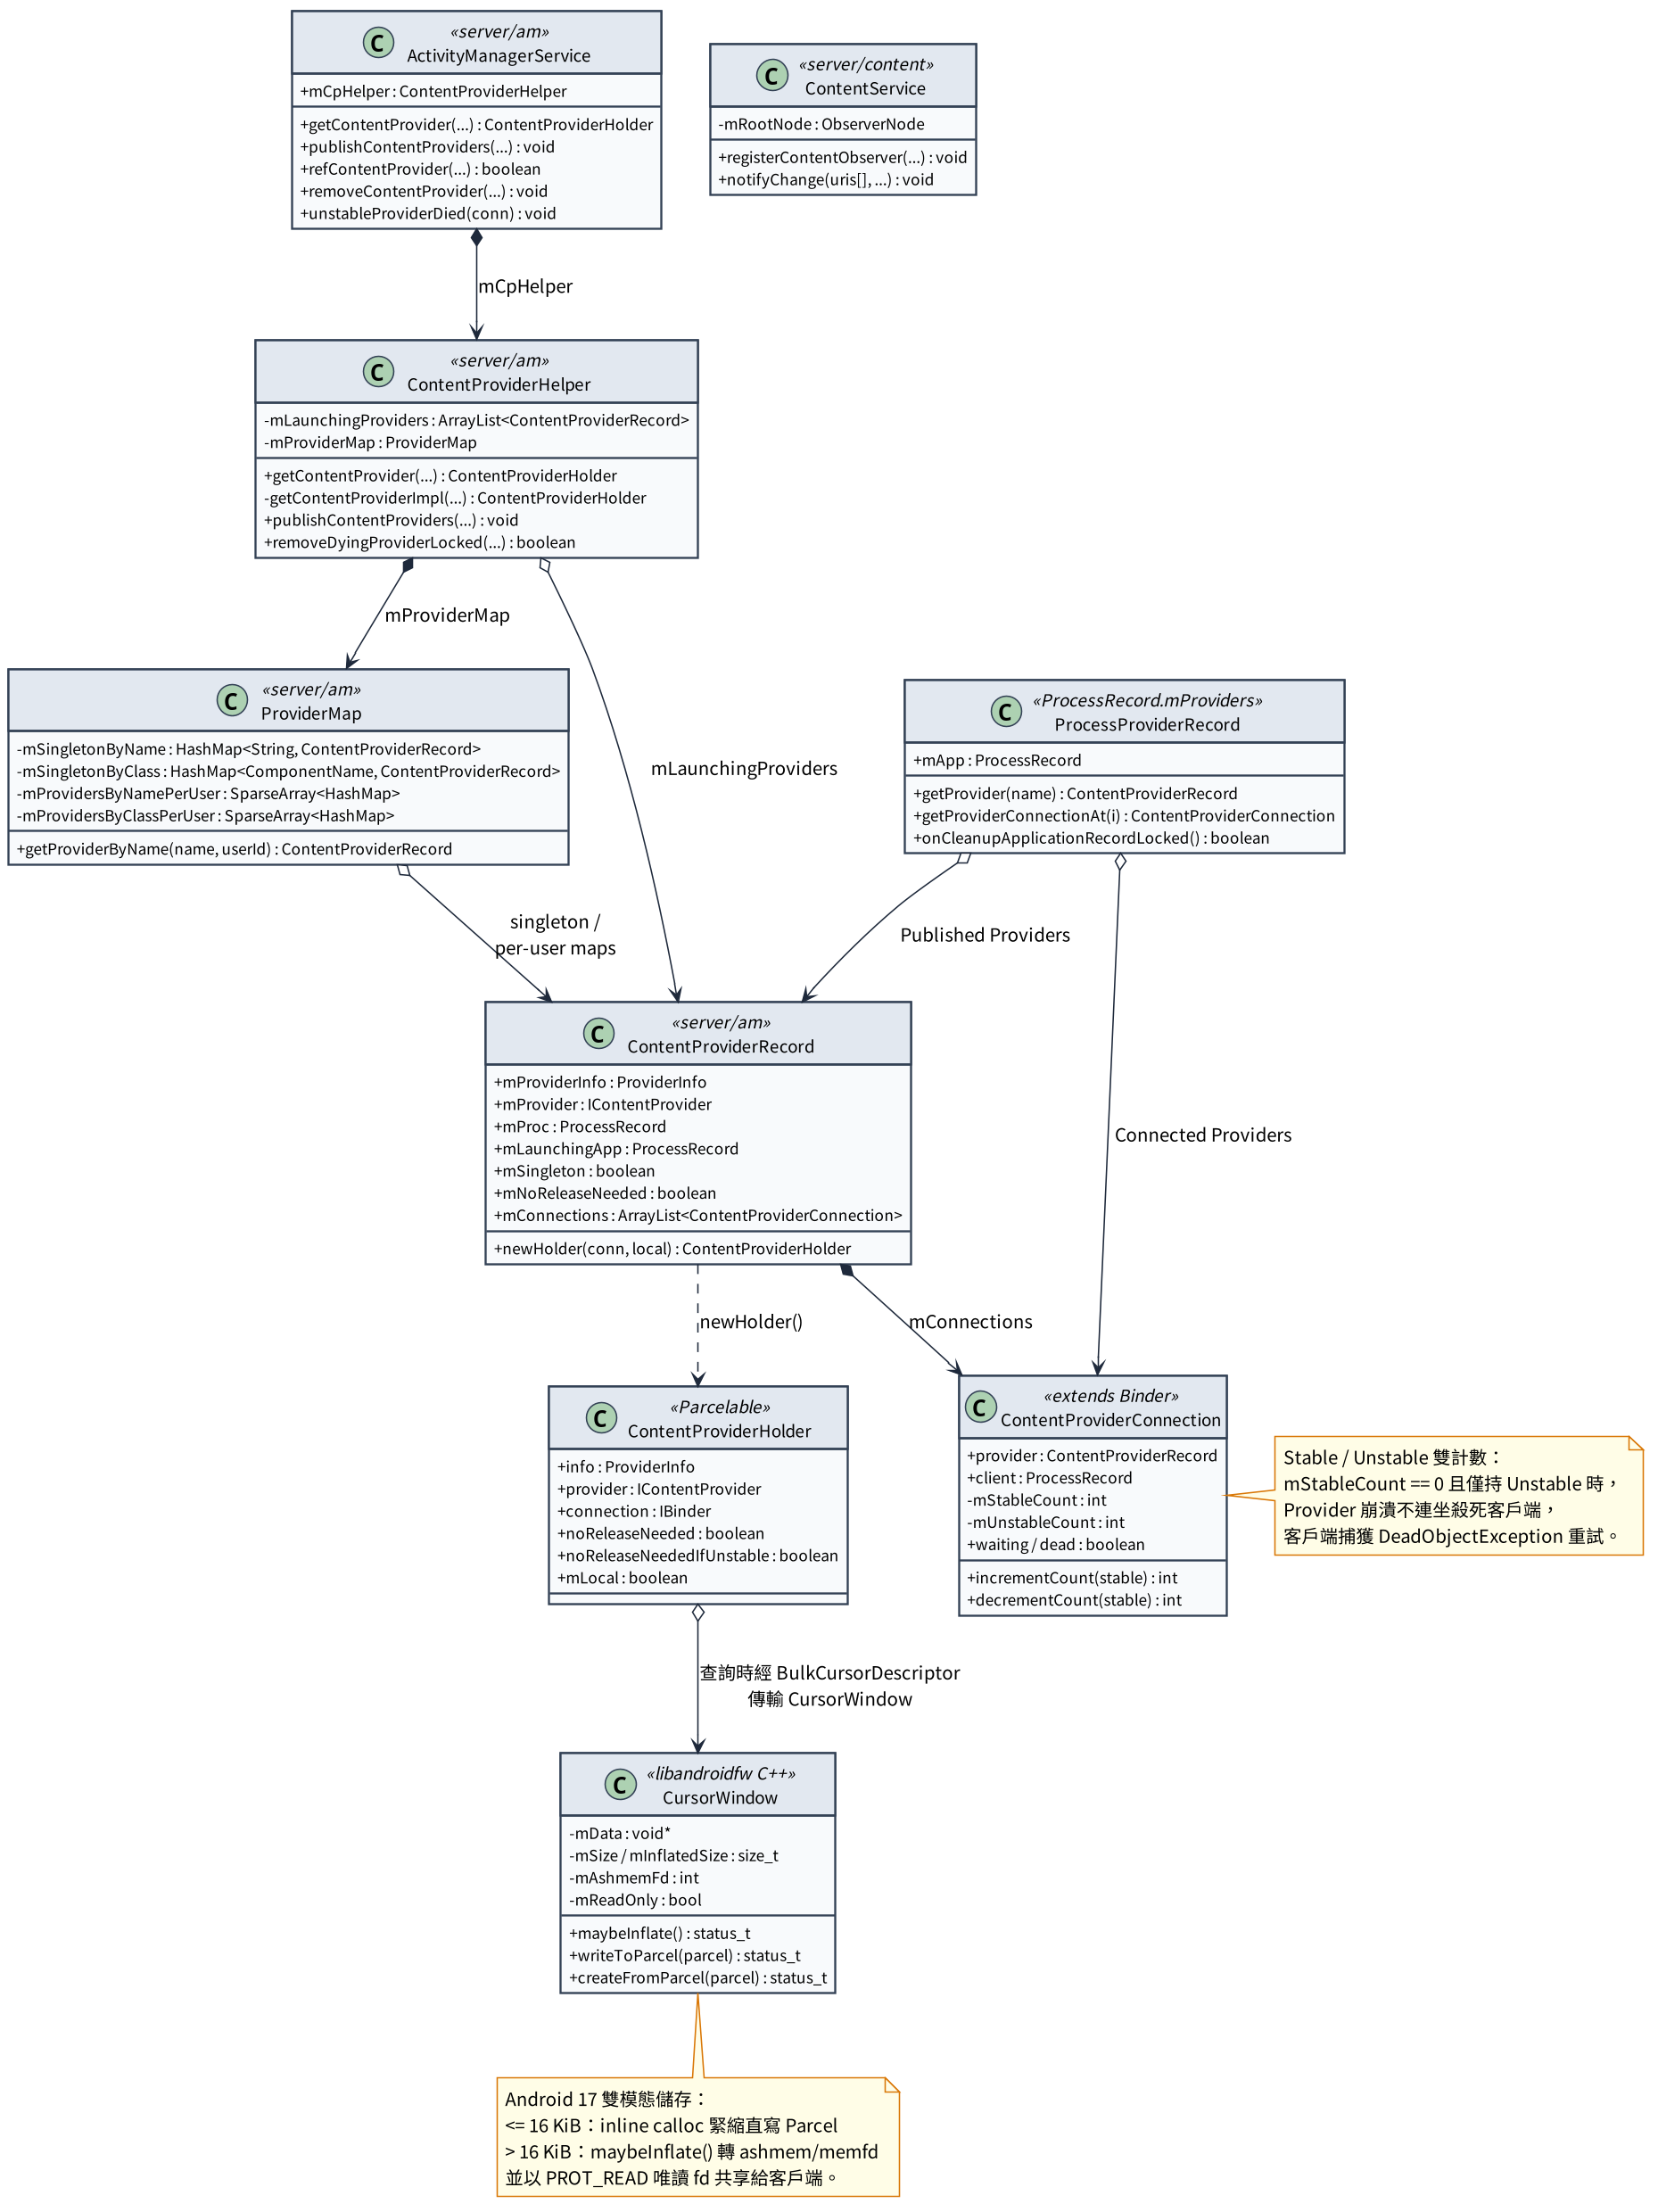 C
«server/am»
ActivityManagerService
+mCpHelper : ContentProviderHelper
+getContentProvider(...) : ContentProviderHolder
+publishContentProviders(...) : void
+refContentProvider(...) : boolean
+removeContentProvider(...) : void
+unstableProviderDied(conn) : void
C
«server/content»
ContentService
-mRootNode : ObserverNode
+registerContentObserver(...) : void
+notifyChange(uris[], ...) : void
mCpHelper
C
«server/am»
ContentProviderHelper
-mLaunchingProviders : ArrayList<ContentProviderRecord>
-mProviderMap : ProviderMap
+getContentProvider(...) : ContentProviderHolder
-getContentProviderImpl(...) : ContentProviderHolder
+publishContentProviders(...) : void
+removeDyingProviderLocked(...) : boolean
mProviderMap
mLaunchingProviders
C
«server/am»
ProviderMap
-mSingletonByName : HashMap<String, ContentProviderRecord>
-mSingletonByClass : HashMap<ComponentName, ContentProviderRecord>
-mProvidersByNamePerUser : SparseArray<HashMap>
-mProvidersByClassPerUser : SparseArray<HashMap>
+getProviderByName(name, userId) : ContentProviderRecord
C
«ProcessRecord.mProviders»
ProcessProviderRecord
+mApp : ProcessRecord
+getProvider(name) : ContentProviderRecord
+getProviderConnectionAt(i) : ContentProviderConnection
+onCleanupApplicationRecordLocked() : boolean
singleton /
per-user maps
Published Providers
Connected Providers
C
«server/am»
ContentProviderRecord
+mProviderInfo : ProviderInfo
+mProvider : IContentProvider
+mProc : ProcessRecord
+mLaunchingApp : ProcessRecord
+mSingleton : boolean
+mNoReleaseNeeded : boolean
+mConnections : ArrayList<ContentProviderConnection>
+newHolder(conn, local) : ContentProviderHolder
newHolder()
mConnections
C
«Parcelable»
ContentProviderHolder
+info : ProviderInfo
+provider : IContentProvider
+connection : IBinder
+noReleaseNeeded : boolean
+noReleaseNeededIfUnstable : boolean
+mLocal : boolean
C
«extends Binder»
ContentProviderConnection
+provider : ContentProviderRecord
+client : ProcessRecord
-mStableCount : int
-mUnstableCount : int
+waiting / dead : boolean
+incrementCount(stable) : int
+decrementCount(stable) : int
Stable / Unstable 雙計數：
mStableCount == 0 且僅持 Unstable 時，
Provider 崩潰不連坐殺死客戶端，
客戶端捕獲 DeadObjectException 重試。
查詢時經 BulkCursorDescriptor
傳輸 CursorWindow
C
«libandroidfw C++»
CursorWindow
-mData : void*
-mSize / mInflatedSize : size_t
-mAshmemFd : int
-mReadOnly : bool
+maybeInflate() : status_t
+writeToParcel(parcel) : status_t
+createFromParcel(parcel) : status_t
Android 17 雙模態儲存：
<= 16 KiB：inline calloc 緊縮直寫 Parcel
> 16 KiB：maybeInflate() 轉 ashmem/memfd
並以 PROT_READ 唯讀 fd 共享給客戶端。